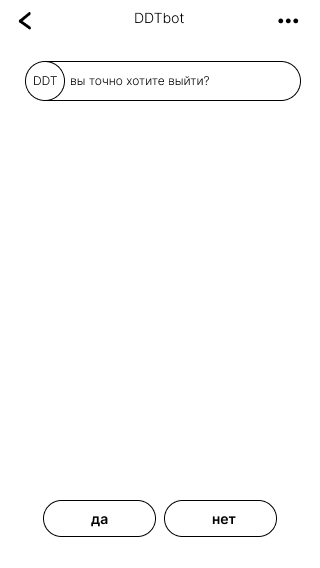 DDTbot
DDT вы точно хотите выйти?
да нет